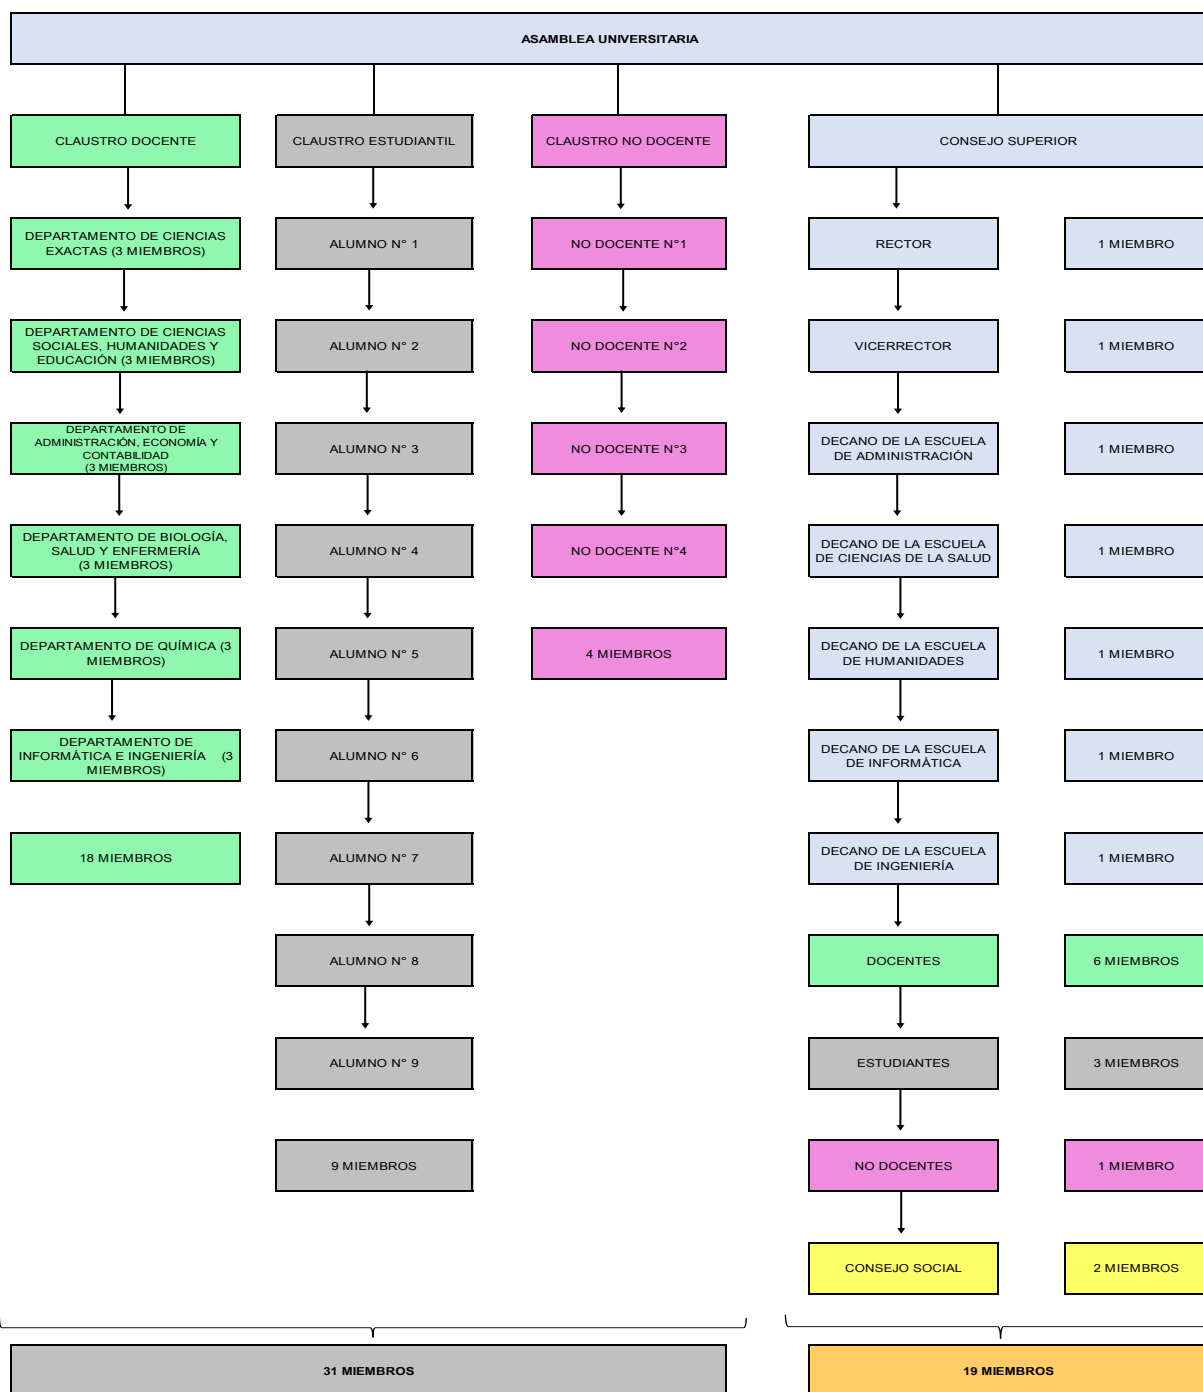 ASAMBLEA UNIVERSITARIA
CLAUSTRO DOCENTE
CLAUSTRO ESTUDIANTIL
CLAUSTRO NO DOCENTE
CONSEJO SUPERIOR
DEPARTAMENTO DE CIENCIAS
EXACTAS (3 MIEMBROS)
ALUMNO N° 1
NO DOCENTE N°1
RECTOR
1 MIEMBRO
DEPARTAMENTO DE CIENCIAS
SOCIALES, HUMANIDADES Y
EDUCACIÓN (3 MIEMBROS)
ALUMNO N° 2
NO DOCENTE N°2
VICERRECTOR
1 MIEMBRO
DEPARTAMENTO DE
ADMINISTRACIÓN, ECONOMÍA Y
CONTABILIDAD
(3 MIEMBROS)
ALUMNO N° 3
NO DOCENTE N°3
DECANO DE LA ESCUELA
DE ADMINISTRACIÓN
1 MIEMBRO
DEPARTAMENTO DE BIOLOGÍA,
SALUD Y ENFERMERÍA
(3 MIEMBROS)
ALUMNO N° 4
NO DOCENTE N°4
DECANO DE LA ESCUELA
DE CIENCIAS DE LA SALUD
1 MIEMBRO
DEPARTAMENTO DE QUÍMICA (3
MIEMBROS)
ALUMNO N° 5
4 MIEMBROS
DECANO DE LA ESCUELA
DE HUMANIDADES
1 MIEMBRO
DEPARTAMENTO DE
INFORMÁTICA E INGENIERÍA (3
MIEMBROS)
ALUMNO N° 6
DECANO DE LA ESCUELA
DE INFORMÁTICA
1 MIEMBRO
18 MIEMBROS
ALUMNO N° 7
DECANO DE LA ESCUELA
DE INGENIERÍA
1 MIEMBRO
ALUMNO N° 8
DOCENTES
6 MIEMBROS
ALUMNO N° 9
ESTUDIANTES
3 MIEMBROS
9 MIEMBROS
NO DOCENTES
1 MIEMBRO
CONSEJO SOCIAL
2 MIEMBROS
31 MIEMBROS
19 MIEMBROS